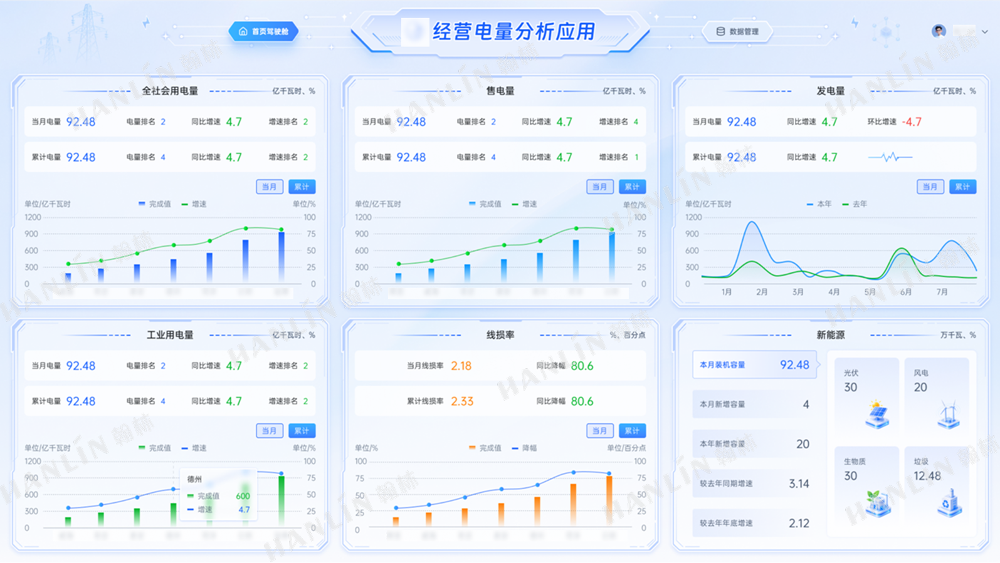 首页驾驶舱
经营电量分析应用
数据管理
全社会用电量
亿千瓦时、%
当月电量 92.48 电量排名 2 同比增速 4.7 增速排名 2
累计电量 92.48 电量排名 4 同比增速 4.7 增速排名 2
当月 累计
单位/亿千瓦时 完成值 增速 单位/%
1200 100
900 75
600 50
300 25
0 0
售电量
亿千瓦时、%
当月电量 92.48 电量排名 2 同比增速 4.7 增速排名 4
累计电量 92.48 电量排名 4 同比增速 4.7 增速排名 1
当月 累计
单位/亿千瓦时 完成值 增速 单位/%
1200 100
900 75
600 50
300 25
0 0
发电量
亿千瓦时、%
当月电量 92.48 同比增速 4.7 环比增速 -4.7
累计电量 92.48 同比增速 4.7
当月 累计
单位/亿千瓦时 本年 去年
1200
900
600
300
0
1月 2月 3月 4月 5月 6月 7月
工业用电量
亿千瓦时、%
当月电量 92.48 电量排名 2 同比增速 4.7 增速排名 2
累计电量 92.48 电量排名 4 同比增速 4.7 增速排名 2
当月 累计
单位/亿千瓦时 完成值 增速 单位/%
1200 100
900 75
600 50
300 25
0 0
德州
完成值 600
增速 4.7
线损率
%、百分点
当月线损率 2.18 同比降幅 80.6
累计线损率 2.33 同比降幅 80.6
当月 累计
单位/% 完成值 降幅 单位/百分点
100 100
75 75
50 50
25 25
0 0
新能源
万千瓦、%
本月装机容量 92.48
本月新增容量 4
本年新增容量 20
较去年同期增速 3.14
较去年年底增速 2.12
光伏
30
风电
20
生物质
30
垃圾
12.48
HANLIN 翰林